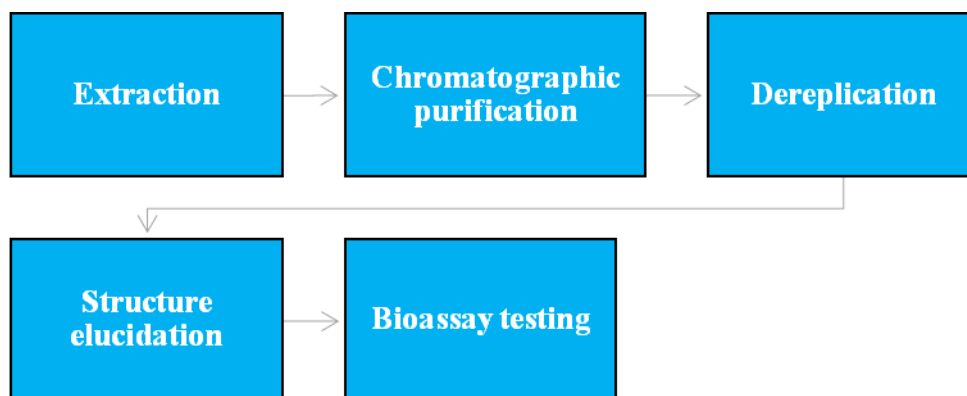 Extraction
Chromatographic
purification
Dereplication
Structure
elucidation
Bioassay testing